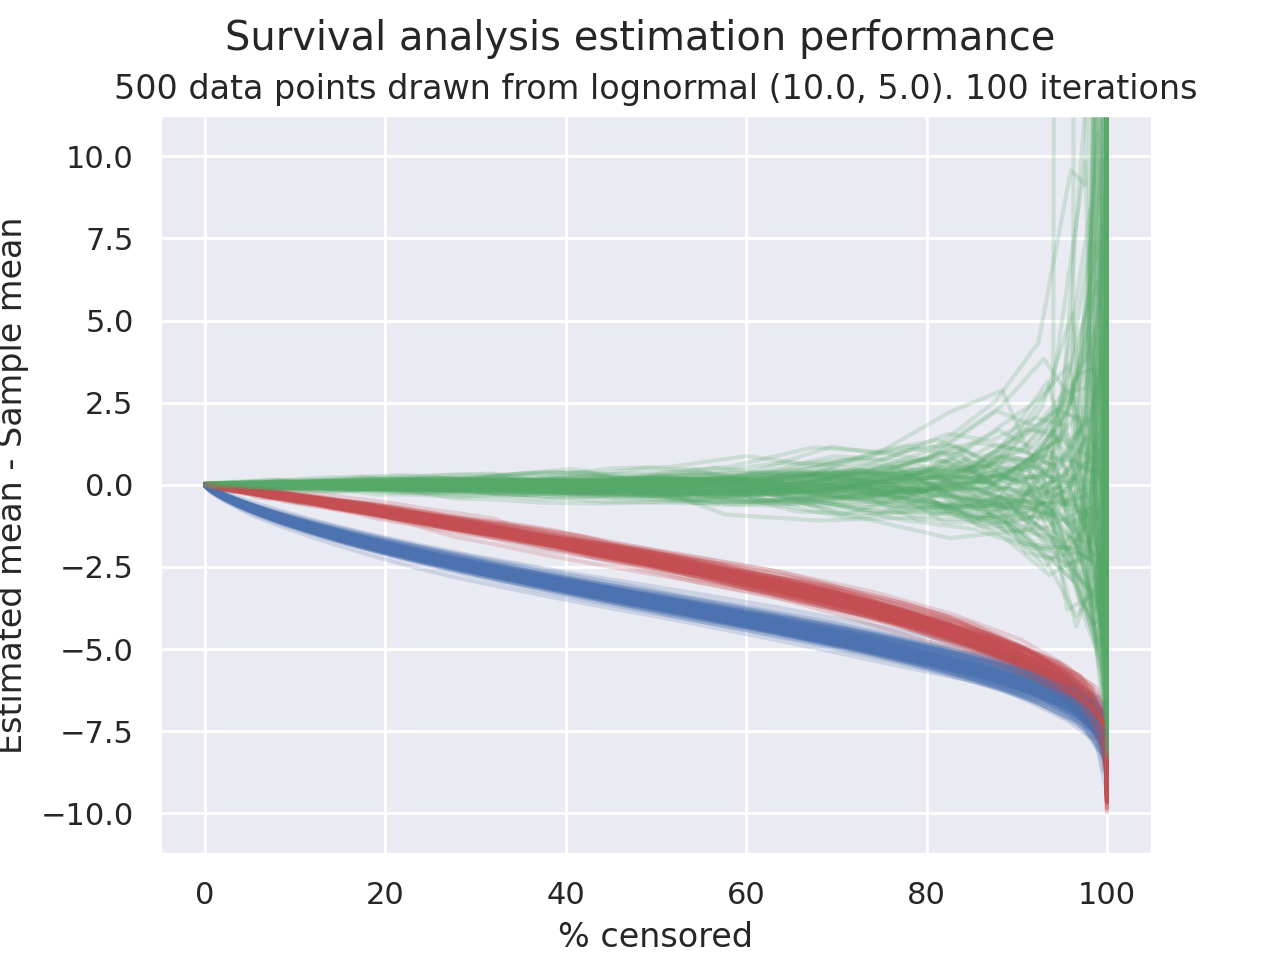 Survival analysis estimation performance
500 data points drawn from lognormal (10.0, 5.0). 100 iterations
Estimated mean - Sample mean
10.0
7.5
5.0
2.5
0.0
−2.5
−5.0
−7.5
−10.0
0 20 40 60 80 100
% censored